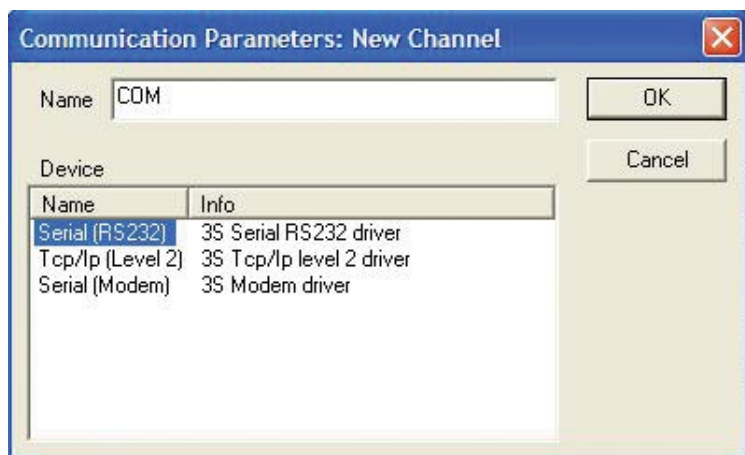 Communication Parameters: New Channel
Name COM OK
Cancel
Device
Name Info
Serial (RS232) 3S Serial RS232 driver
Tcp/Ip (Level 2) 3S Tcp/Ip level 2 driver
Serial (Modem) 3S Modem driver